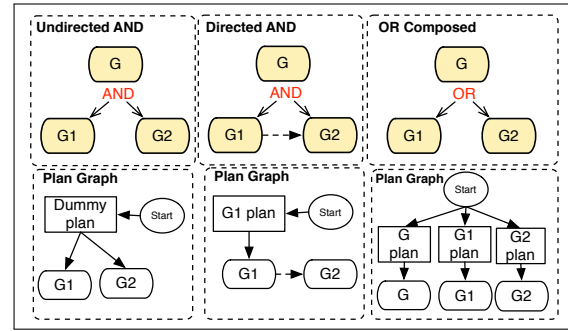 Undirected AND
G
AND
G1 G2
Directed AND
G
AND
G1 G2
OR Composed
G
OR
G1 G2
Plan Graph
Dummy
plan
Start
G1 G2
Plan Graph
G1 plan
Start
G1 G2
Plan Graph
Start
G
plan
G1
plan
G2
plan
G G1 G2